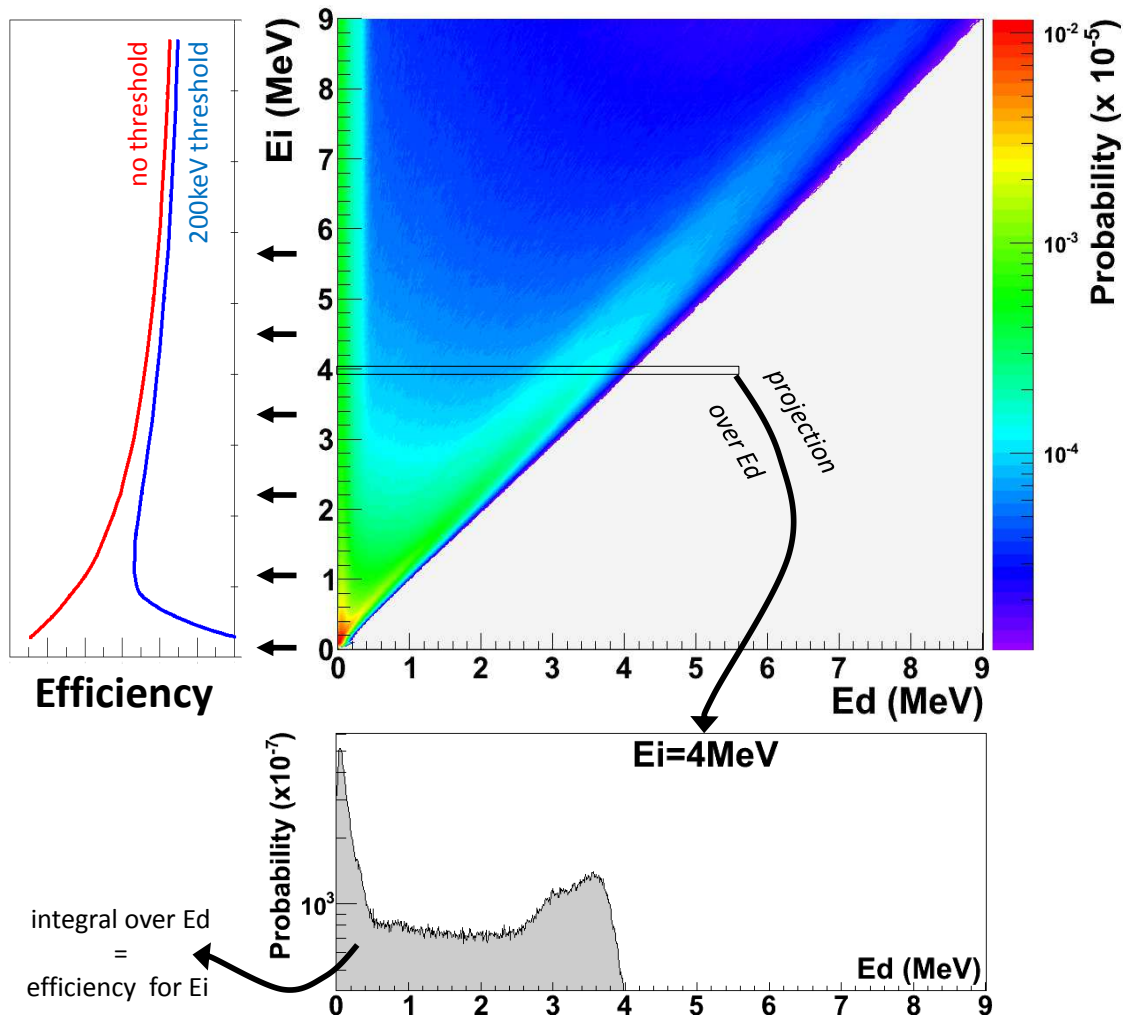 no threshold
200keV threshold
Efficiency
Ei (MeV)
9
8
7
6
5
4
3
2
1
0
0 1 2 3 4 5 6 7 8 9
Ed (MeV)
projection
over Ed
10^-2
10^-3
10^-4
Probability (x 10^-5)
Ei=4MeV
Probability (x10^-7)
10^3
Ed (MeV)
0 1 2 3 4 5 6 7 8 9
integral over Ed
=
efficiency for Ei